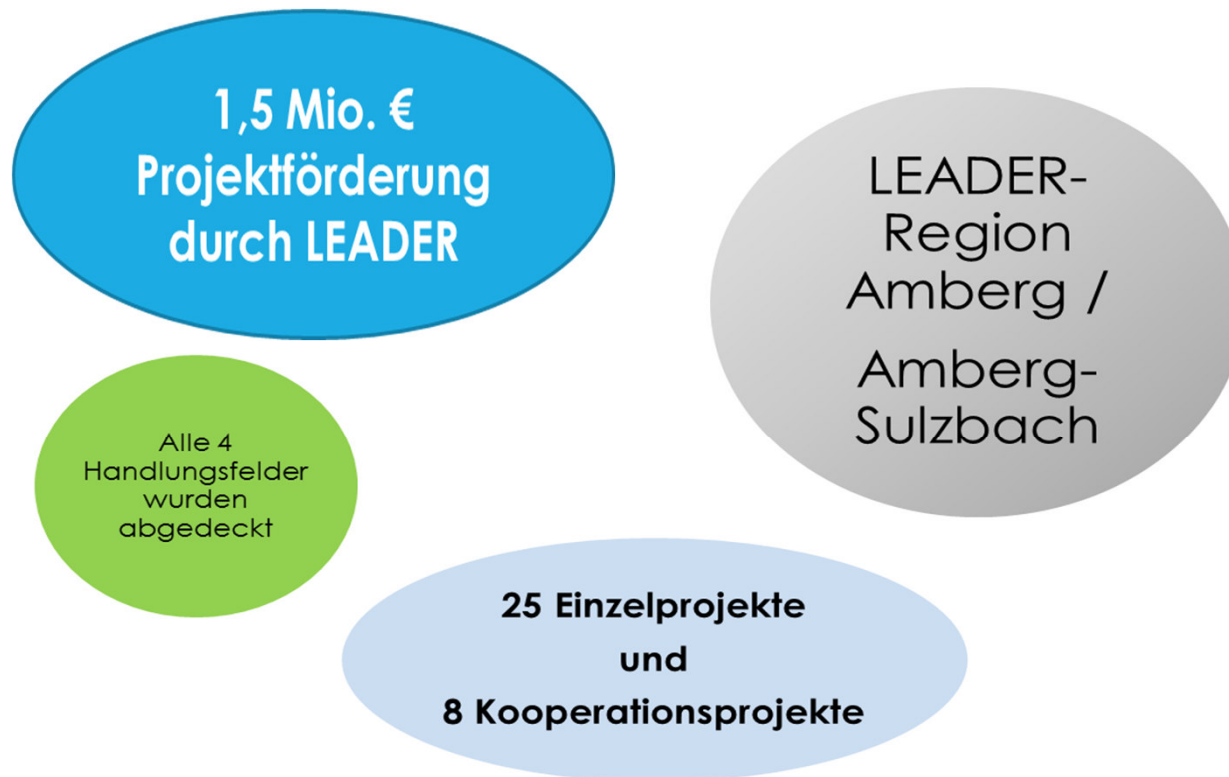 1,5 Mio. €
Projektförderung
durch LEADER
LEADER-
Region
Amberg /
Amberg-
Sulzbach
Alle 4
Handlungsfelder
wurden
abgedeckt
25 Einzelprojekte
und
8 Kooperationsprojekte